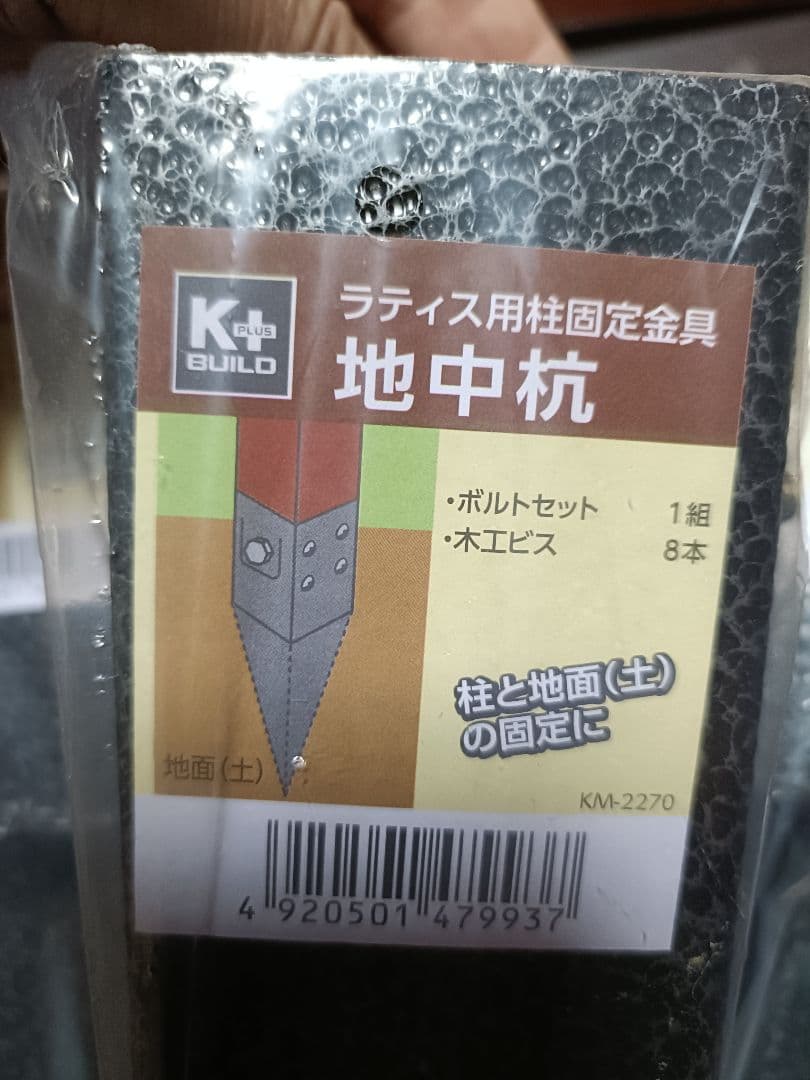 K+
PLUS
BUILD
ラティス用柱固定金具
地中杭
・ボルトセット 1組
・木工ビス 8本
柱と地面(土)
の固定に
地面(土)
KM-2270
4 920501 479937